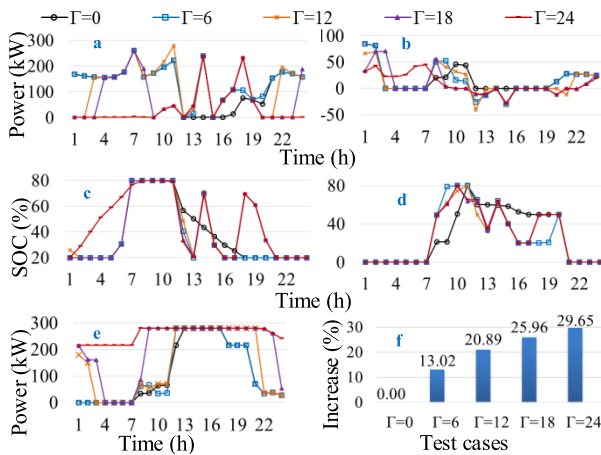 Γ=0 Γ=6 Γ=12 Γ=18 Γ=24
Power (kW)
300
200
100
0
a
1 4 7 10 13 16 19 22
100
50
0
-50
b
1 4 7 10 13 16 19 22
Time (h)
SOC (%)
80
60
40
20
c
1 4 7 10 13 16 19 22
80
40
0
d
1 4 7 10 13 16 19 22
Time (h)
Power (kW)
300
200
100
0
e
1 4 7 10 13 16 19 22
Time (h)
Increase (%)
30
20
10
0
f
0.00
13.02
20.89
25.96
29.65
Γ=0 Γ=6 Γ=12 Γ=18 Γ=24
Test cases